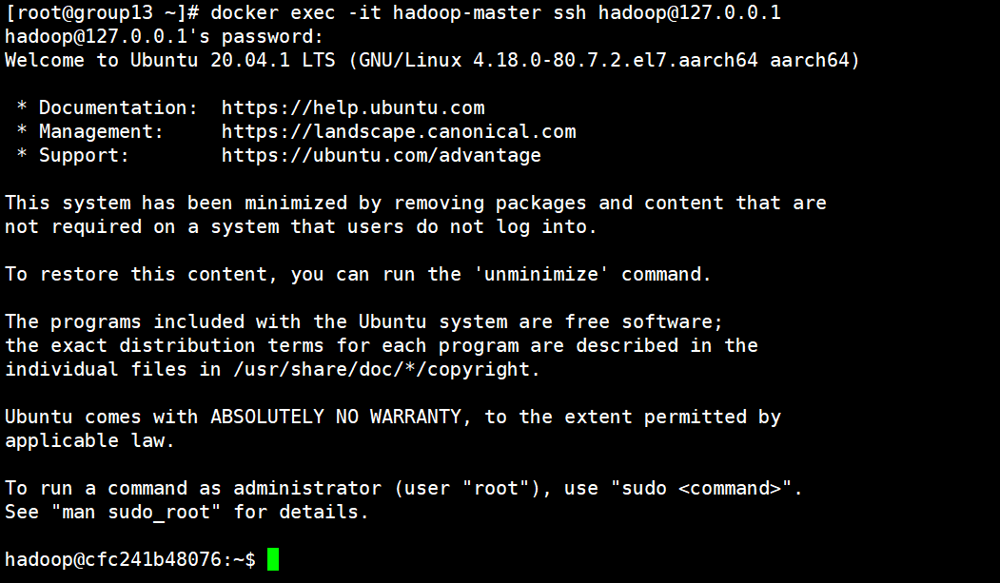 [root@group13 ~]# docker exec -it hadoop-master ssh hadoop@127.0.0.1
hadoop@127.0.0.1's password:
Welcome to Ubuntu 20.04.1 LTS (GNU/Linux 4.18.0-80.7.2.el7.aarch64 aarch64)

 * Documentation:  https://help.ubuntu.com
 * Management:     https://landscape.canonical.com
 * Support:        https://ubuntu.com/advantage

This system has been minimized by removing packages and content that are
not required on a system that users do not log into.

To restore this content, you can run the 'unminimize' command.

The programs included with the Ubuntu system are free software;
the exact distribution terms for each program are described in the
individual files in /usr/share/doc/*/copyright.

Ubuntu comes with ABSOLUTELY NO WARRANTY, to the extent permitted by
applicable law.

To run a command as administrator (user "root"), use "sudo <command>".
See "man sudo_root" for details.

hadoop@cfc241b48076:~$